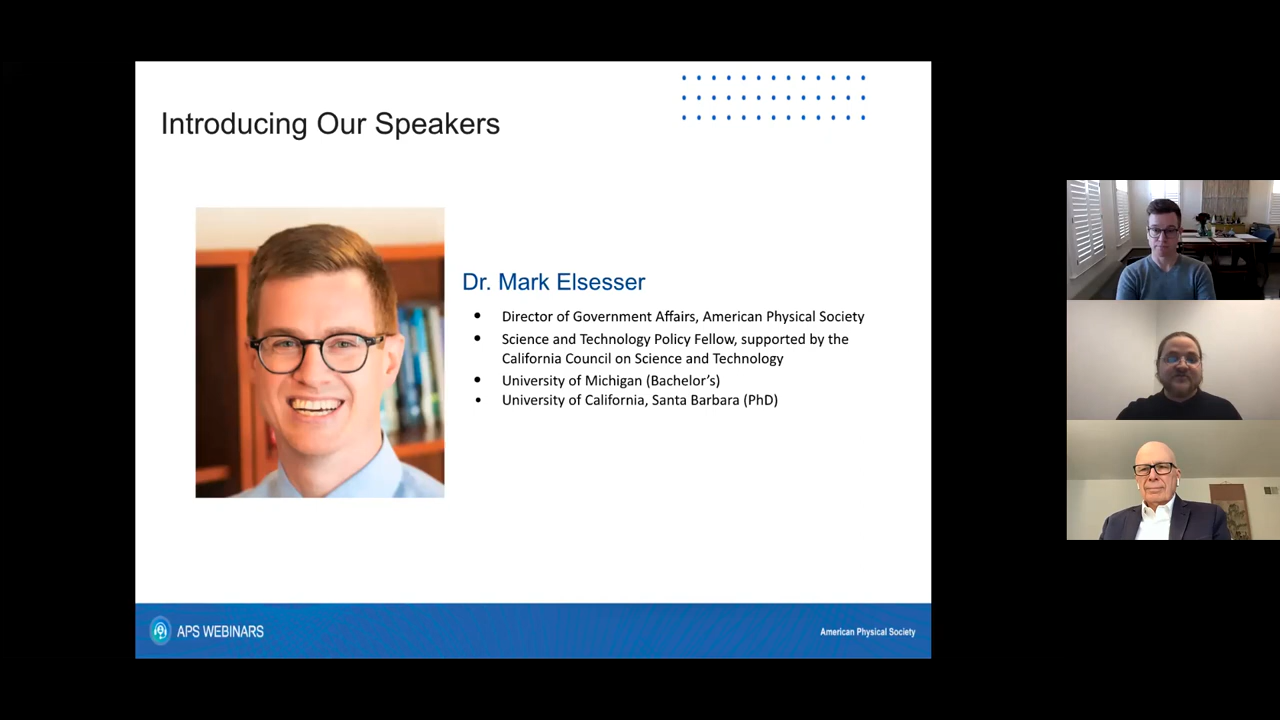 Introducing Our Speakers
Dr. Mark Elsesser
• Director of Government Affairs, American Physical Society
• Science and Technology Policy Fellow, supported by the
California Council on Science and Technology
• University of Michigan (Bachelor’s)
• University of California, Santa Barbara (PhD)
APS WEBINARS
American Physical Society